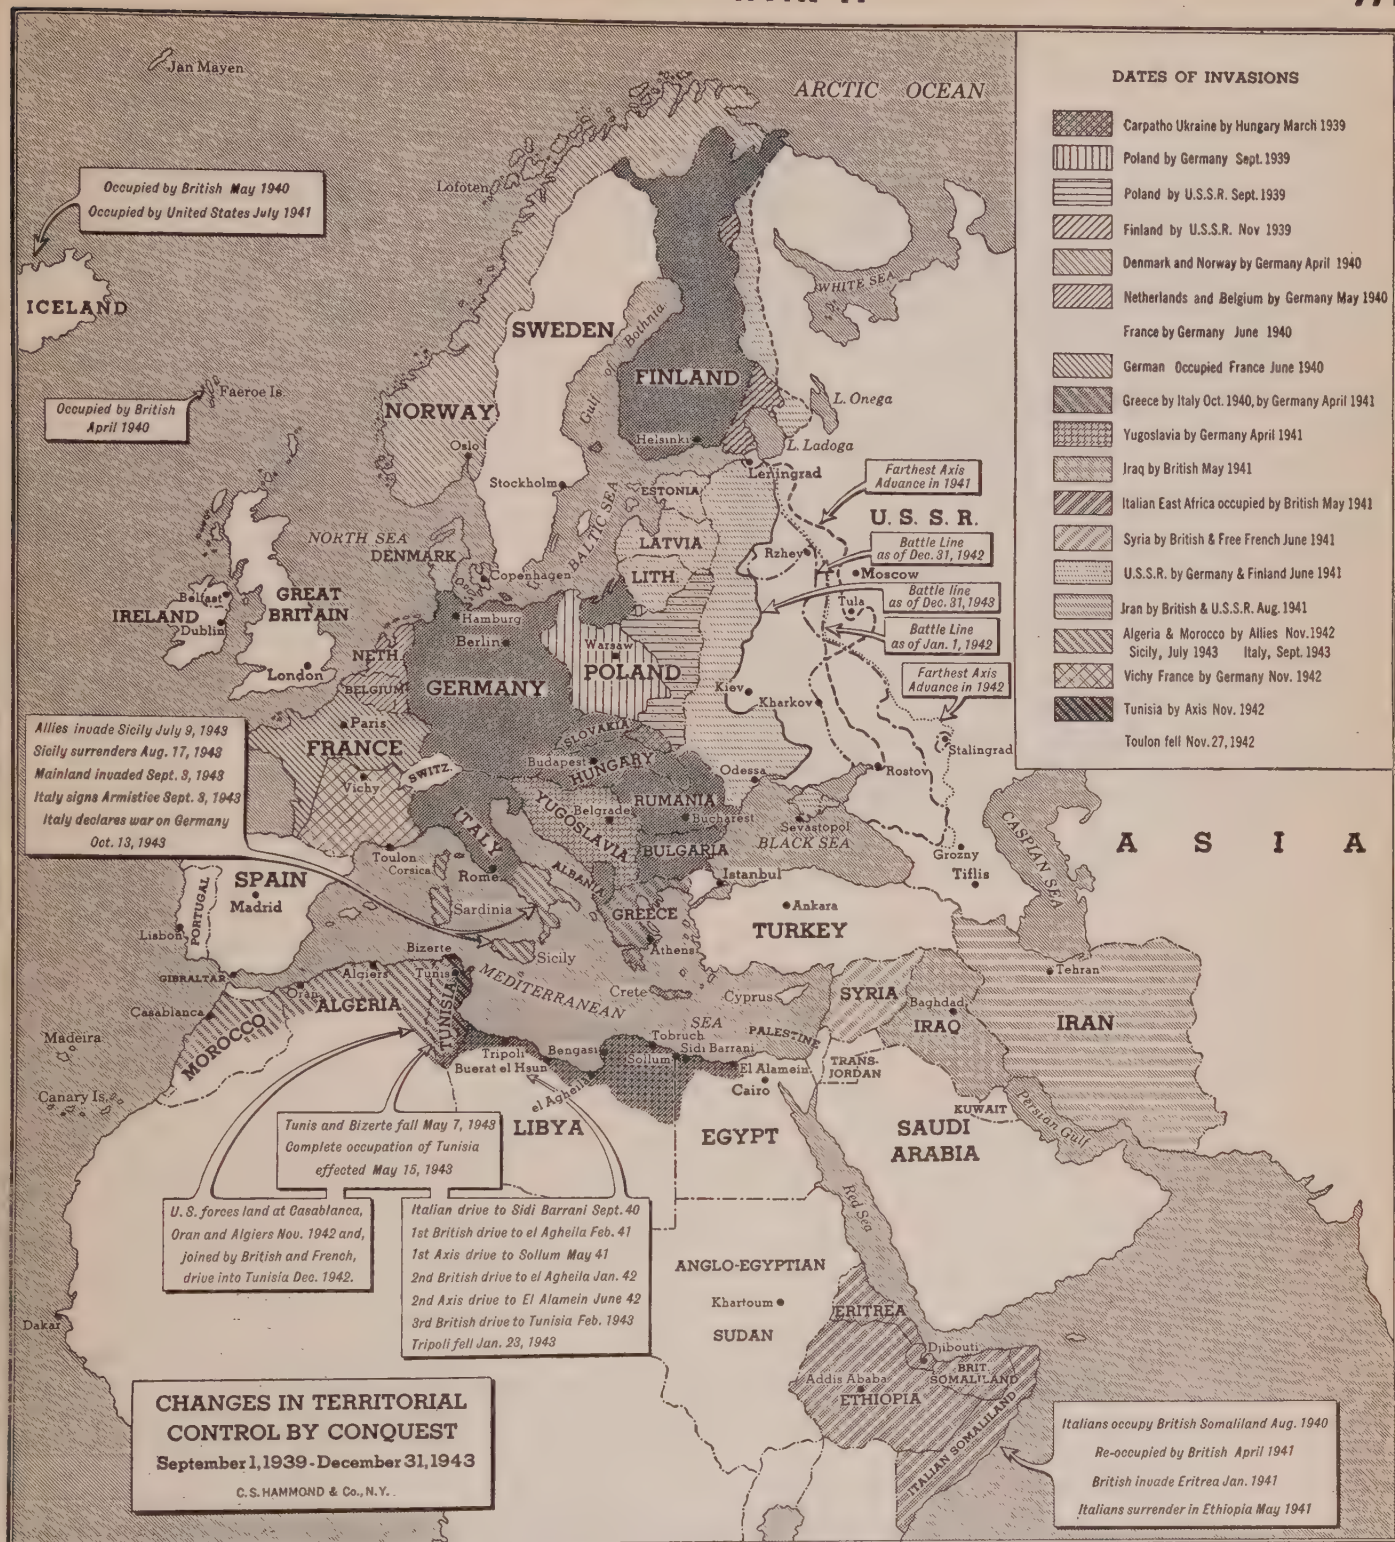 Jan Mayen
ARCTIC OCEAN
Occupied by British May 1940
Occupied by United States July 1941
Lofoten
ICELAND
WHITE SEA
SWEDEN
Gulf of Bothnia
FINLAND
Faeroe Is.
Occupied by British
April 1940
NORWAY
Oslo
Helsinki
L. Onega
L. Ladoga
Leningrad
Farthest Axis
Advance in 1941
Stockholm
ESTONIA
U. S. S. R.
NORTH SEA
DENMARK
BALTIC SEA
LATVIA
Rzhev
Battle Line
as of Dec. 31, 1942
Copenhagen
LITH.
Moscow
Battle line
as of Dec. 31, 1943
Tula
Battle Line
as of Jan. 1, 1942
GREAT
BRITAIN
Belfast
IRELAND
Dublin
London
Hamburg
Berlin
NETH.
BELGIUM
GERMANY
Warsaw
POLAND
Kiev
Kharkov
Farthest Axis
Advance in 1942
Stalingrad
Allies invade Sicily July 9, 1943
Sicily surrenders Aug. 17, 1943
Mainland invaded Sept. 3, 1943
Italy signs Armistice Sept. 3, 1943
Italy declares war on Germany
Oct. 13, 1943
Paris
FRANCE
Vichy
SWITZ.
SLOVAKIA
Budapest
HUNGARY
Odessa
Rostov
ITALY
YUGOSLAVIA
Belgrade
RUMANIA
Bucharest
Sevastopol
BLACK SEA
BULGARIA
Grozny
Tiflis
CASPIAN SEA
A S I A
Toulon
Corsica
Rome
ALBANIA
Istanbul
SPAIN
Madrid
PORTUGAL
Lisbon
Sardinia
GREECE
Athens
Ankara
TURKEY
GIBRALTAR
Bizerte
Sicily
Algiers
Tunis
Oran
ALGERIA
TUNISIA
MEDITERRANEAN
SEA
Crete
Cyprus
SYRIA
Baghdad
IRAQ
Tehran
IRAN
Casablanca
MOROCCO
Madeira
Canary Is.
PALESTINE
TRANS-
JORDAN
Tripoli
Buerat el Hsun
Bengasi
el Agheila
Tobruch
Sollum
Sidi Barrani
El Alamein
Cairo
KUWAIT
Persian Gulf
LIBYA
EGYPT
SAUDI
ARABIA
Red Sea
Tunis and Bizerte fall May 7, 1943
Complete occupation of Tunisia
effected May 15, 1943
U.S. forces land at Casablanca,
Oran and Algiers Nov. 1942 and,
joined by British and French,
drive into Tunisia Dec. 1942.
Italian drive to Sidi Barrani Sept. 40
1st British drive to el Agheila Feb. 41
1st Axis drive to Sollum May 41
2nd British drive to el Agheila Jan. 42
2nd Axis drive to El Alamein June 42
3rd British drive to Tunisia Feb. 1943
Tripoli fell Jan. 23, 1943
ANGLO-EGYPTIAN
Khartoum
SUDAN
Dakar
ERITREA
Djibouti
BRIT.
SOMALILAND
Addis Ababa
ETHIOPIA
ITALIAN SOMALILAND
Italians occupy British Somaliland Aug. 1940
Re-occupied by British April 1941
British invade Eritrea Jan. 1941
Italians surrender in Ethiopia May 1941
CHANGES IN TERRITORIAL
CONTROL BY CONQUEST
September 1, 1939 - December 31, 1943
C.S. HAMMOND & Co., N.Y.
DATES OF INVASIONS
Carpatho Ukraine by Hungary March 1939
Poland by Germany Sept. 1939
Poland by U.S.S.R. Sept. 1939
Finland by U.S.S.R. Nov 1939
Denmark and Norway by Germany April 1940
Netherlands and Belgium by Germany May 1940
France by Germany June 1940
German Occupied France June 1940
Greece by Italy Oct. 1940, by Germany April 1941
Yugoslavia by Germany April 1941
Iraq by British May 1941
Italian East Africa occupied by British May 1941
Syria by British & Free French June 1941
U.S.S.R. by Germany & Finland June 1941
Jran by British & U.S.S.R. Aug. 1941
Algeria & Morocco by Allies Nov. 1942
Sicily, July 1943 Italy, Sept. 1943
Vichy France by Germany Nov. 1942
Tunisia by Axis Nov. 1942
Toulon fell Nov. 27, 1942